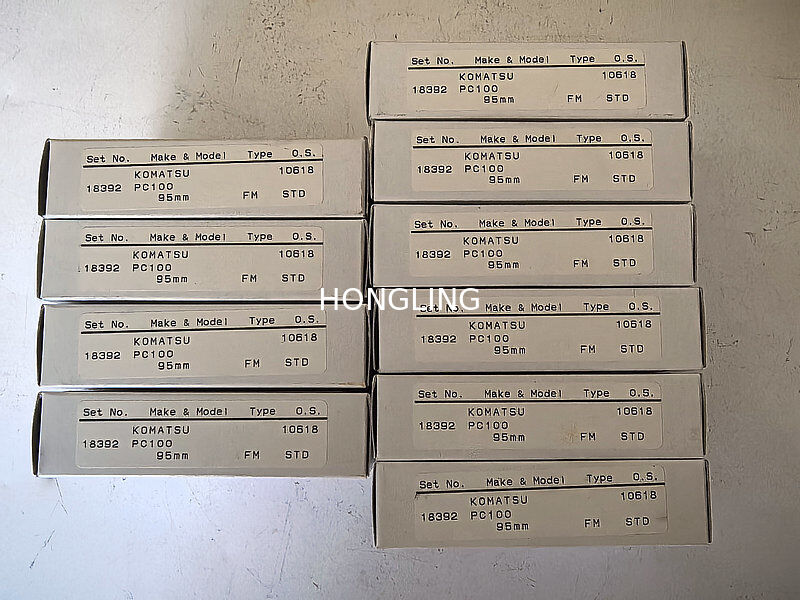 Set No. Make & Model Type O.S.
KOMATSU 10618
18392 PC100
95mm FM STD
Set No. Make & Model Type O.S.
KOMATSU 10618
18392 PC100
95mm FM STD
Set No. Make & Model Type O.S.
KOMATSU 10618
18392 PC100
95mm FM STD
Set No. Make & Model Type O.S.
KOMATSU 10618
18392 PC100
95mm FM STD
Set No. Make & Model Type O.S.
KOMATSU 10618
18392 PC100
95mm FM STD
Set No. Make & Model Type O.S.
KOMATSU 10618
18392 PC100
95mm FM STD
Set No. Make & Model Type O.S.
KOMATSU 10618
18392 PC100
95mm FM STD
HONGLING
Set No. Make & Model Type O.S.
KOMATSU 10618
18392 PC100
95mm FM STD
Set No. Make & Model Type O.S.
KOMATSU 10618
18392 PC100
95mm FM STD
Set No. Make & Model Type O.S.
KOMATSU 10618
18392 PC100
95mm FM STD